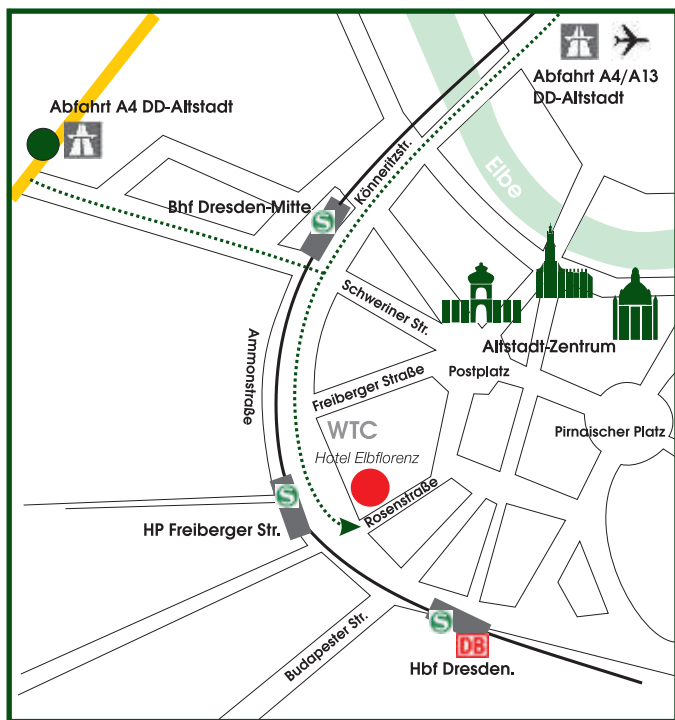 Abfahrt A4/A13
DD-Altstadt
Abfahrt A4 DD-Altstadt
Elbe
Könneritzstr.
Bhf Dresden-Mitte
S
Schweriner Str.
Altstadt-Zentrum
Ammonstraße
Freiberger Straße
Postplatz
WTC
Hotel Elbflorenz
Pirnaischer Platz
S
Rosenstraße
HP Freiberger Str.
Budapester Str.
S
DB
Hbf Dresden.